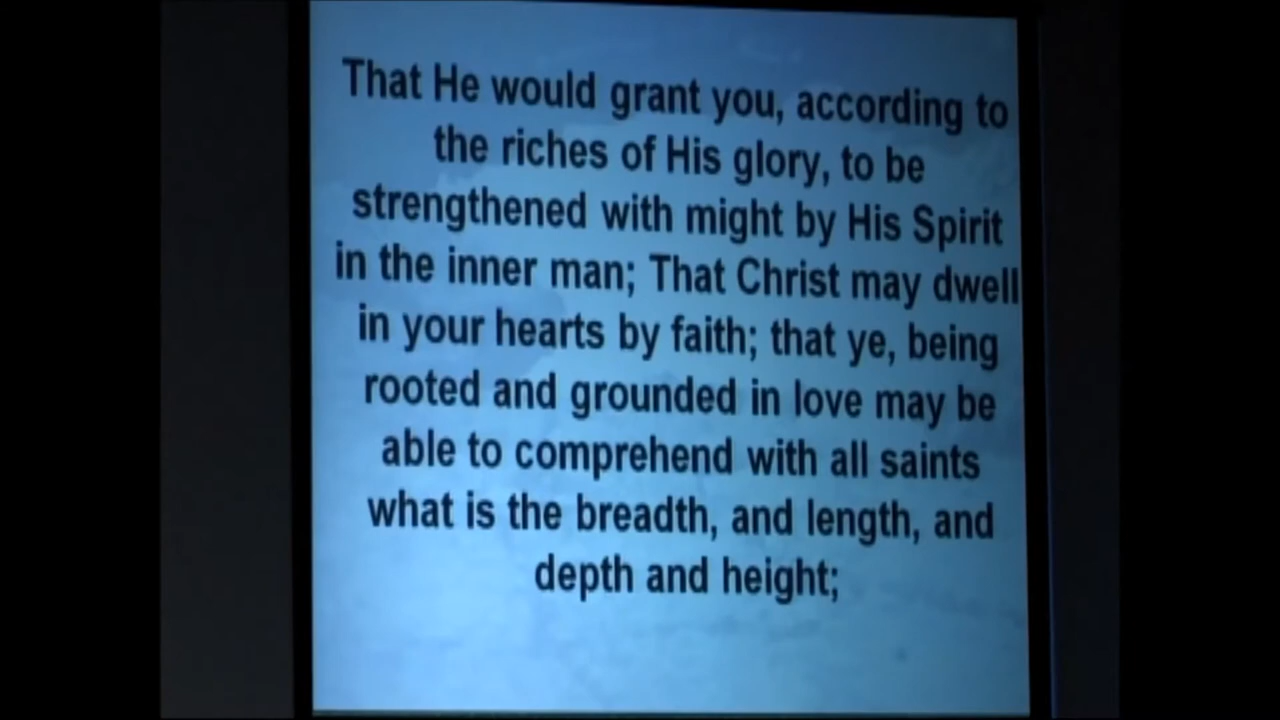 That He would grant you, according to
the riches of His glory, to be
strengthened with might by His Spirit
in the inner man; That Christ may dwell
in your hearts by faith; that ye, being
rooted and grounded in love may be
able to comprehend with all saints
what is the breadth, and length, and
depth and height;